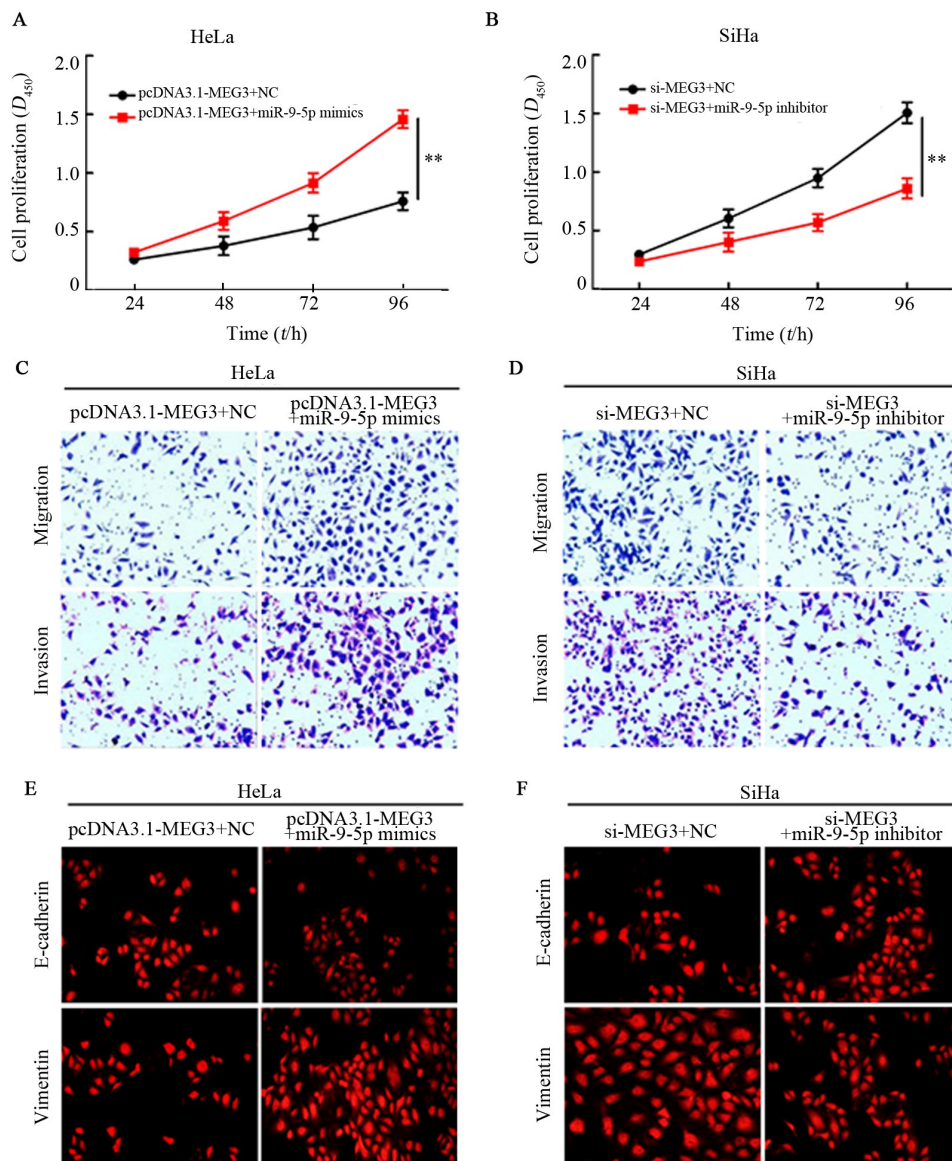 A
HeLa
2.0
1.5
1.0
0.5
0
Cell proliferation (D450)
pcDNA3.1-MEG3+NC
pcDNA3.1-MEG3+miR-9-5p mimics
**
24 48 72 96
Time (t/h)
B
SiHa
2.0
1.5
1.0
0.5
0
Cell proliferation (D450)
si-MEG3+NC
si-MEG3+miR-9-5p inhibitor
**
24 48 72 96
Time (t/h)
C
HeLa
pcDNA3.1-MEG3+NC
pcDNA3.1-MEG3
+miR-9-5p mimics
Migration
Invasion
D
SiHa
si-MEG3+NC
si-MEG3
+miR-9-5p inhibitor
Migration
Invasion
E
HeLa
pcDNA3.1-MEG3+NC
pcDNA3.1-MEG3
+miR-9-5p mimics
E-cadherin
Vimentin
F
SiHa
si-MEG3+NC
si-MEG3
+miR-9-5p inhibitor
E-cadherin
Vimentin